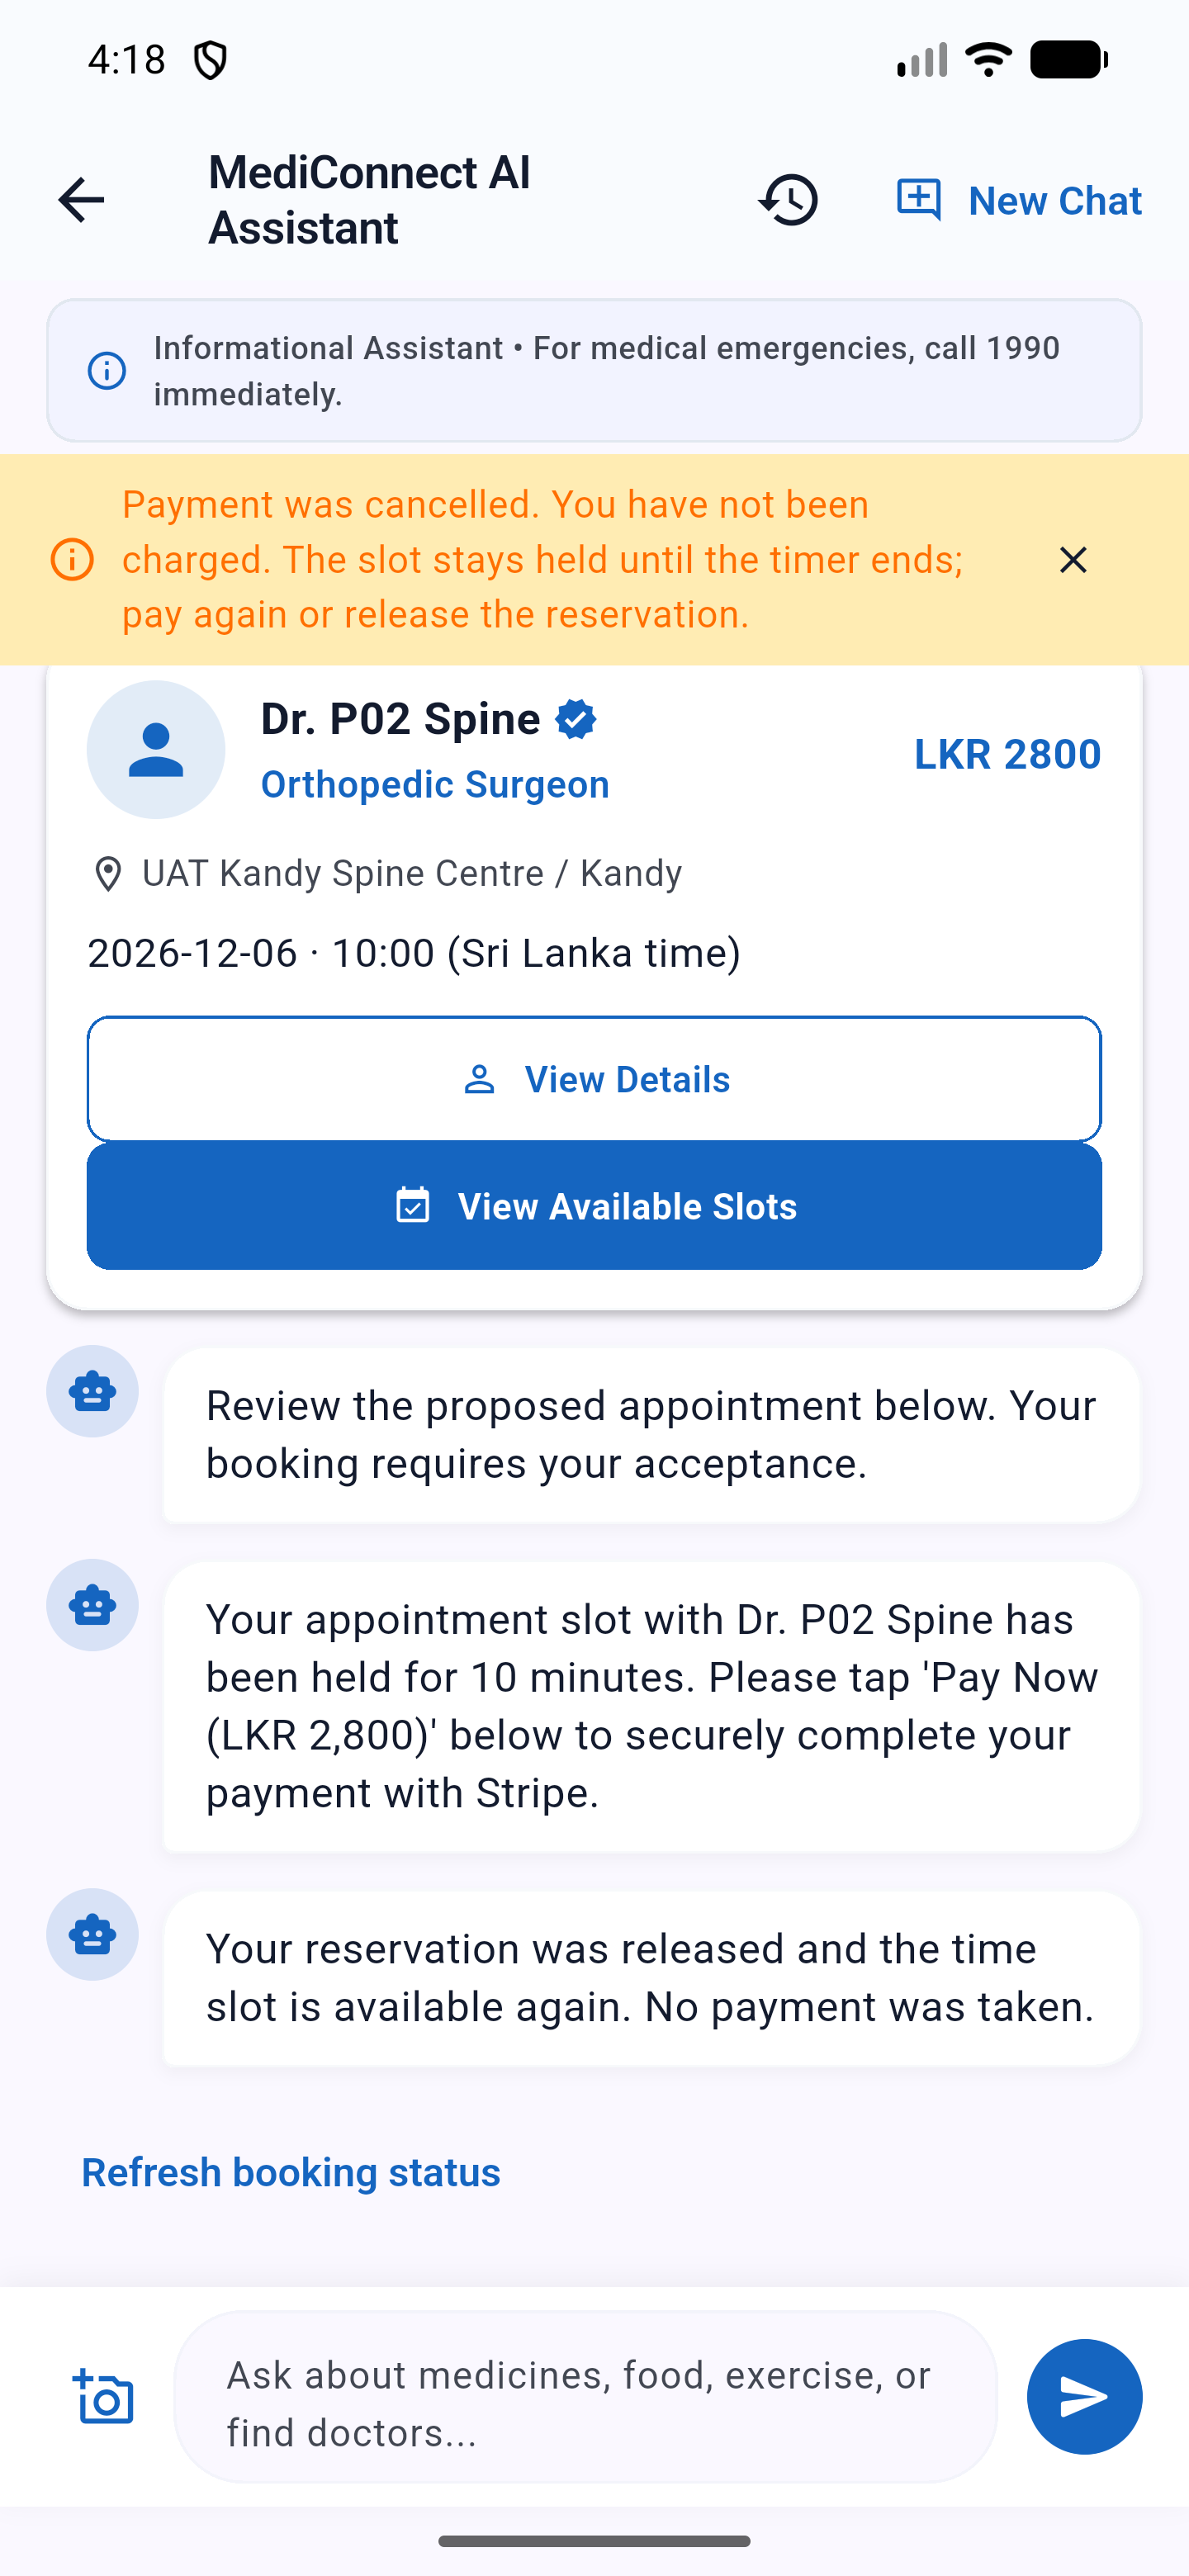 4:18
MediConnect AI
Assistant
New Chat
Informational Assistant • For medical emergencies, call 1990
immediately.
Payment was cancelled. You have not been
charged. The slot stays held until the timer ends;
pay again or release the reservation.
Dr. P02 Spine
Orthopedic Surgeon
LKR 2800
UAT Kandy Spine Centre / Kandy
2026-12-06 · 10:00 (Sri Lanka time)
View Details
View Available Slots
Review the proposed appointment below. Your
booking requires your acceptance.
Your appointment slot with Dr. P02 Spine has
been held for 10 minutes. Please tap 'Pay Now
(LKR 2,800)' below to securely complete your
payment with Stripe.
Your reservation was released and the time
slot is available again. No payment was taken.
Refresh booking status
Ask about medicines, food, exercise, or
find doctors...